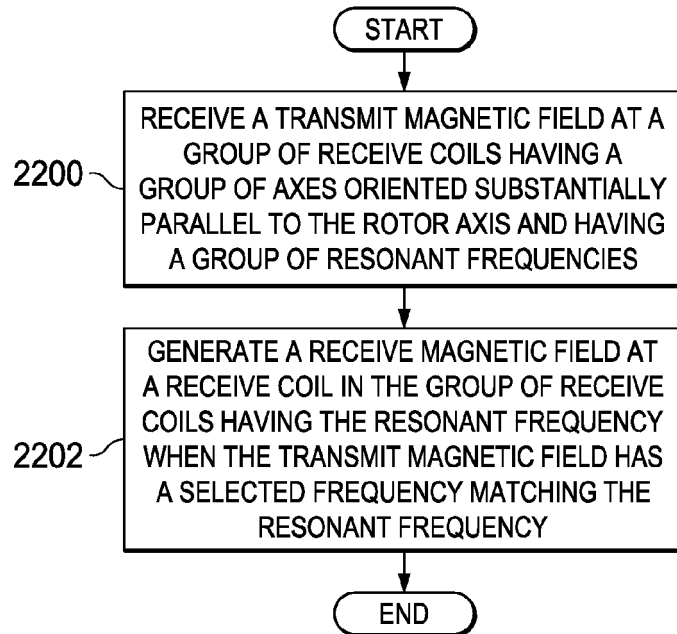 START
RECEIVE A TRANSMIT MAGNETIC FIELD AT A
GROUP OF RECEIVE COILS HAVING A
GROUP OF AXES ORIENTED SUBSTANTIALLY
PARALLEL TO THE ROTOR AXIS AND HAVING
A GROUP OF RESONANT FREQUENCIES
2200
GENERATE A RECEIVE MAGNETIC FIELD AT
A RECEIVE COIL IN THE GROUP OF RECEIVE
COILS HAVING THE RESONANT FREQUENCY
WHEN THE TRANSMIT MAGNETIC FIELD HAS
A SELECTED FREQUENCY MATCHING THE
RESONANT FREQUENCY
2202
END